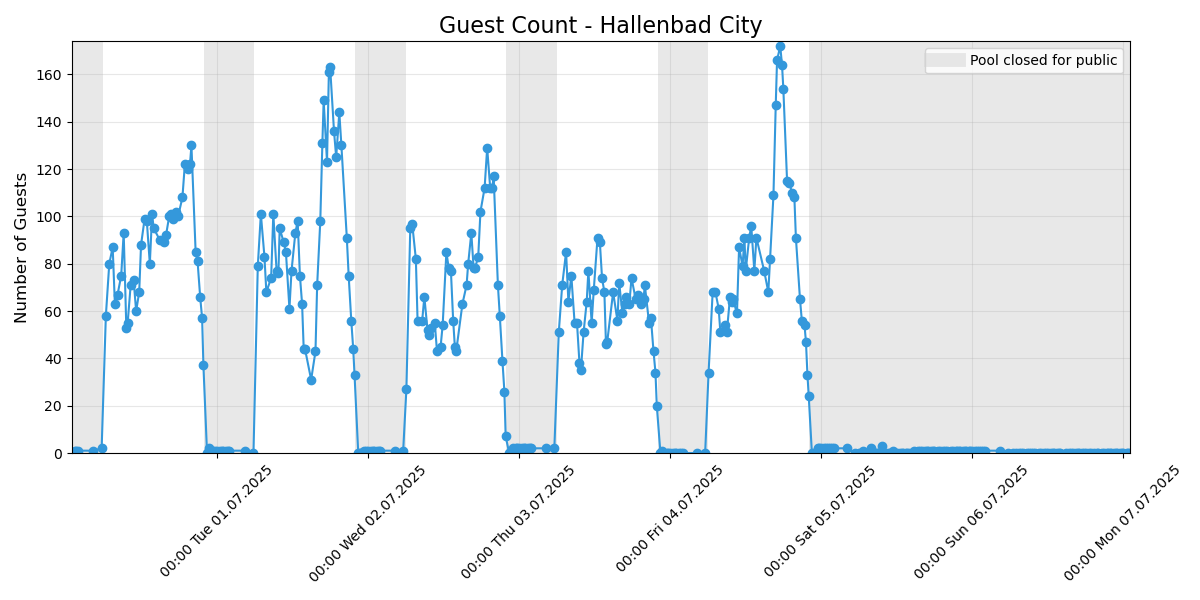 Guest Count - Hallenbad City
Pool closed for public
Number of Guests
160
140
120
100
80
60
40
20
0
00:00 Tue 01.07.2025
00:00 Wed 02.07.2025
00:00 Thu 03.07.2025
00:00 Fri 04.07.2025
00:00 Sat 05.07.2025
00:00 Sun 06.07.2025
00:00 Mon 07.07.2025